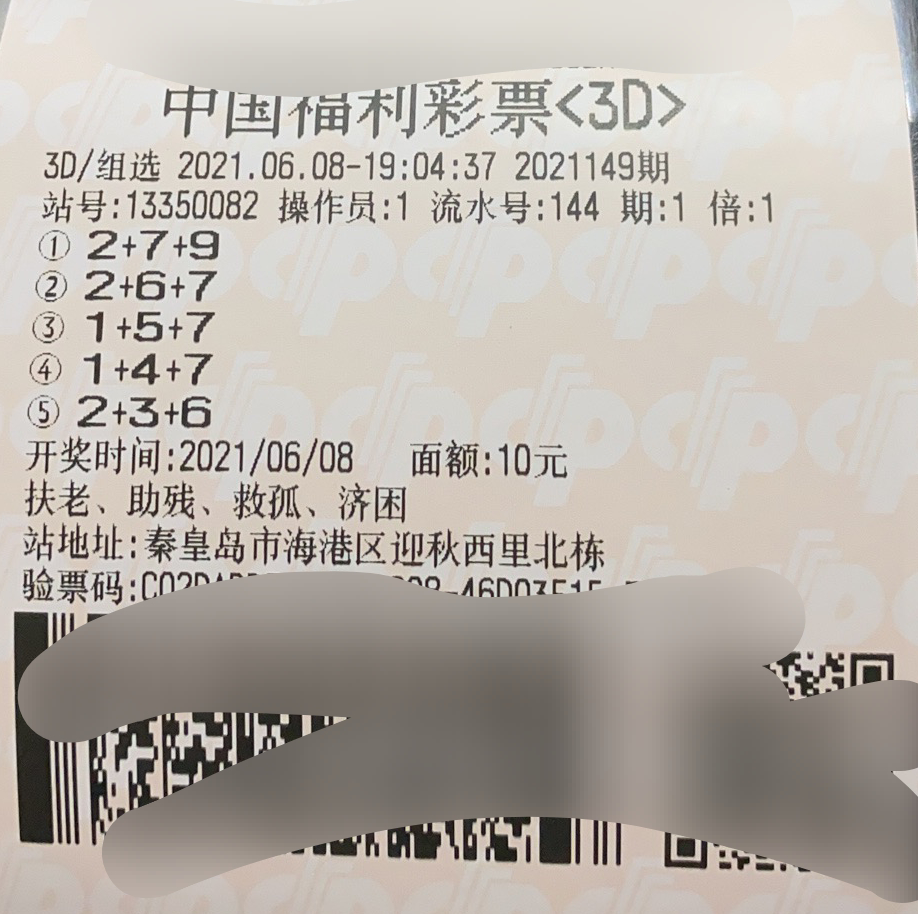 中国福利彩票<3D>
3D/组选 2021.06.08-19:04:37 2021149期
站号:13350082 操作员:1 流水号:144 期:1 倍:1
① 2+7+9
② 2+6+7
③ 1+5+7
④ 1+4+7
⑤ 2+3+6
开奖时间:2021/06/08 面额:10元
扶老、助残、救孤、济困
站地址:秦皇岛市海港区迎秋西里北栋
验票码: